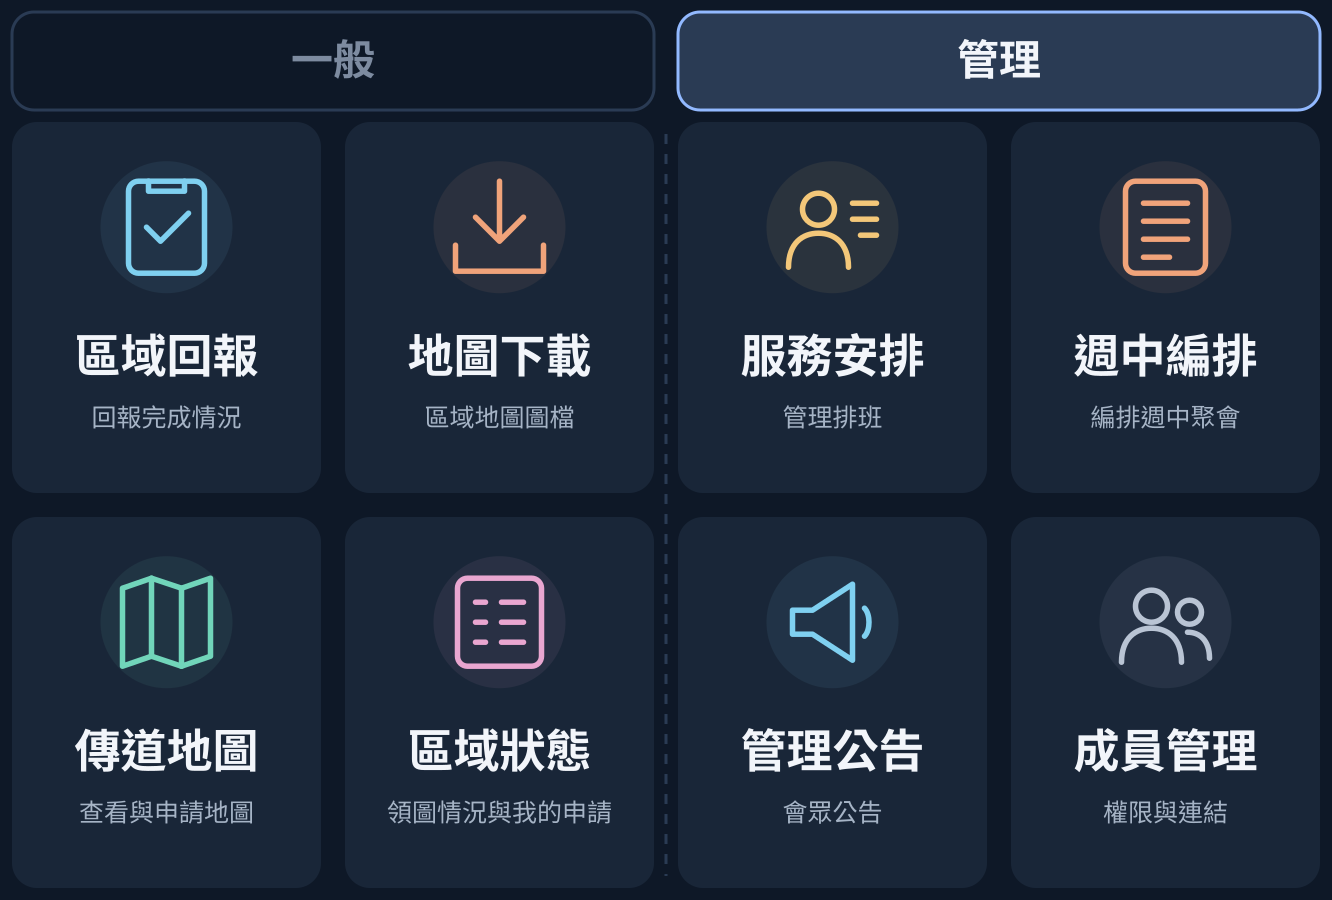 一般
管理
區域回報
回報完成情況
地圖下載
區域地圖圖檔
服務安排
管理排班
週中編排
編排週中聚會
傳道地圖
查看與申請地圖
區域狀態
領圖情況與我的申請
管理公告
會眾公告
成員管理
權限與連結